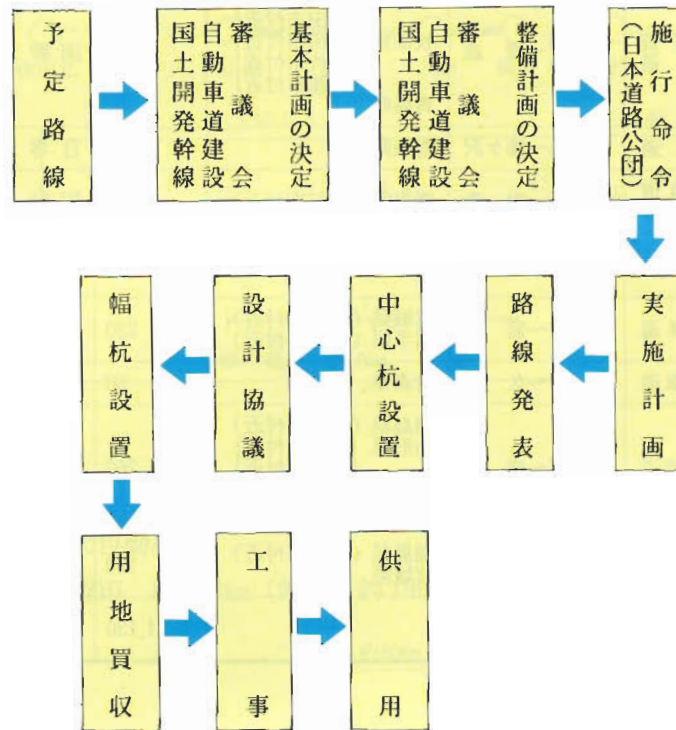 予定路線
基本計画の決定
審議会
自動車道建設
国土開発幹線
整備計画の決定
審議会
自動車道建設
国土開発幹線
施行命令
（日本道路公団）
実施計画
路線発表
中心杭設置
設計協議
幅杭設置
用地買収
工事
供用